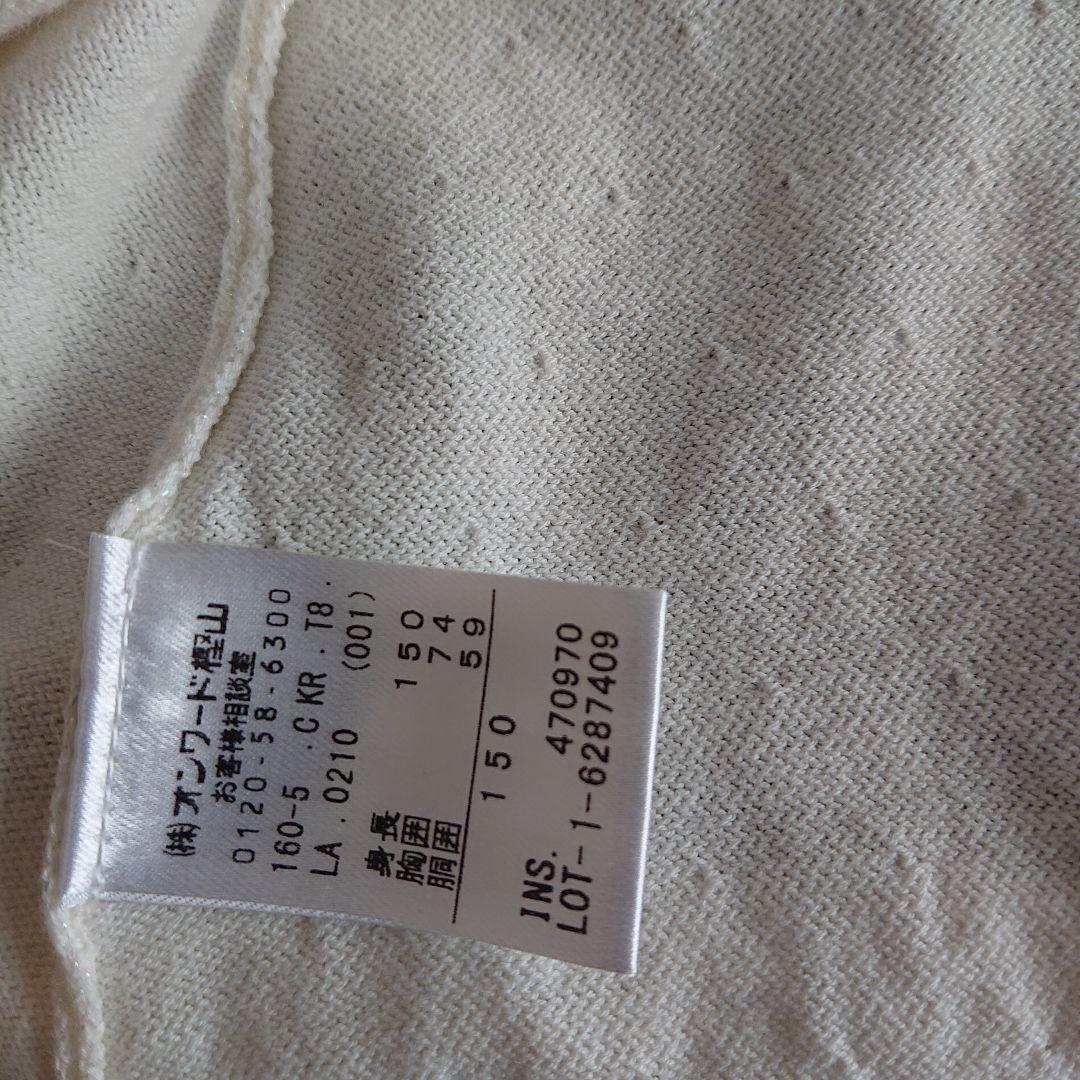 (株)オンワード樫山
お客様相談室
0120-58-6300
160-5 .CKR.T8.
LA.0210 (001)
身長 150
胸囲 74
胴囲 59
150
INS. 470970
LOT-1-6287409